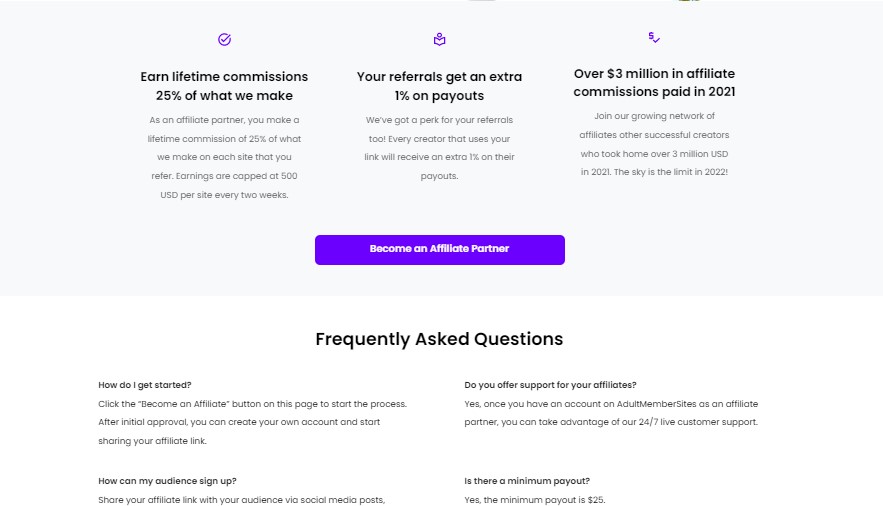 Earn lifetime commissions
25% of what we make
As an affiliate partner, you make a
lifetime commission of 25% of what
we make on each site that you
refer. Earnings are capped at 500
USD per site every two weeks.
Your referrals get an extra
1% on payouts
We've got a perk for your referrals
too! Every creator that uses your
link will receive an extra 1% on their
payouts.
Over $3 million in affiliate
commissions paid in 2021
Join our growing network of
affiliates other successful creators
who took home over 3 million USD
in 2021. The sky is the limit in 2022!
Become an Affiliate Partner
Frequently Asked Questions
How do I get started?
Click the “Become an Affiliate” button on this page to start the process.
After initial approval, you can create your own account and start
sharing your affiliate link.
Do you offer support for your affiliates?
Yes, once you have an account on AdultMemberSites as an affiliate
partner, you can take advantage of our 24/7 live customer support.
How can my audience sign up?
Share your affiliate link with your audience via social media posts,
Is there a minimum payout?
Yes, the minimum payout is $25.